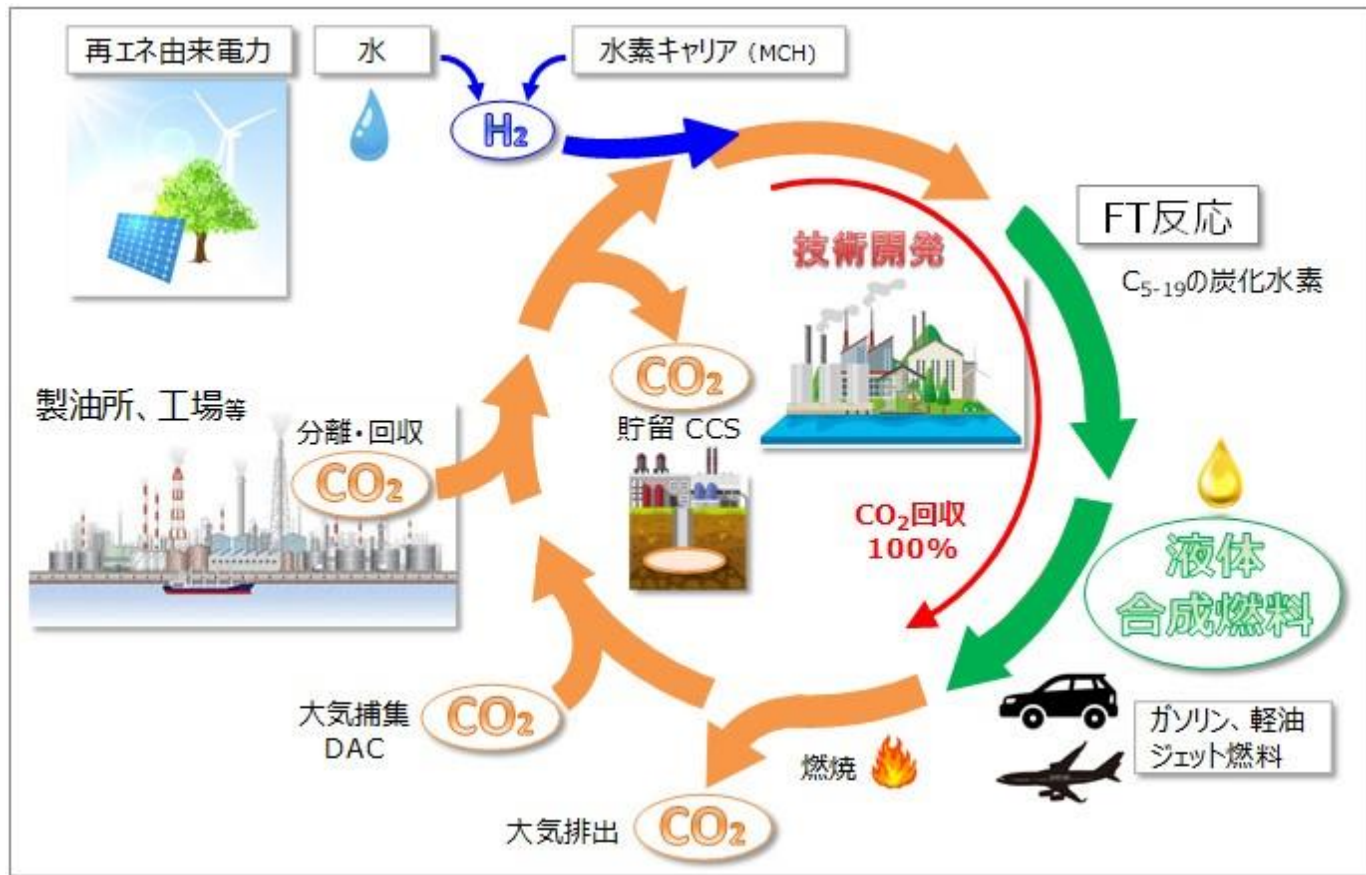 再エネ由来電力
水
水素キャリア（MCH）
H₂
FT反応
C₅₋₁₉の炭化水素
技術開発
CO₂
貯留 CCS
製油所、工場等
分離・回収
CO₂
CO₂回収
100%
液体
合成燃料
ガソリン、軽油
ジェット燃料
燃焼
大気捕集
DAC
CO₂
大気排出
CO₂